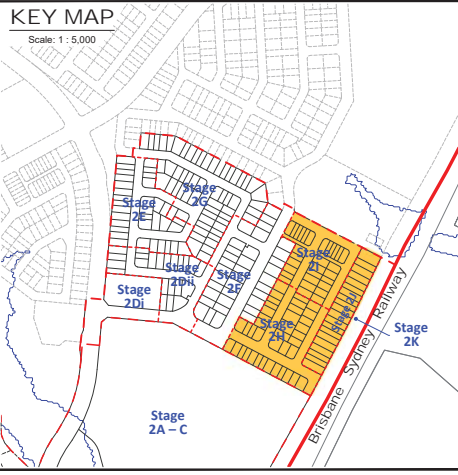 KEY MAP
Scale: 1 : 5,000
Stage
2G
Stage
2E
Stage
2I
Stage
2Dii
Stage
2F
Stage
2Di
Stage 2J
Stage
2H
Stage
2K
Brisbane Sydney Railway
Stage
2A – C